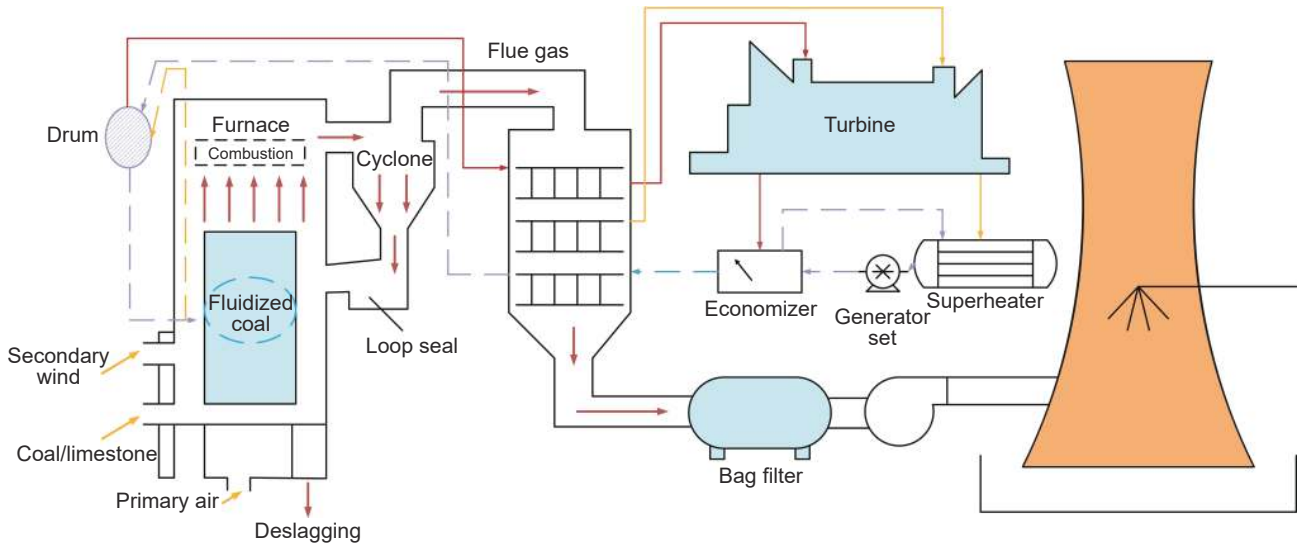 Flue gas
Drum
Furnace
Combustion
Cyclone
Turbine
Fluidized
coal
Loop seal
Economizer
Generator
set
Superheater
Secondary
wind
Coal/limestone
Primary air
Deslagging
Bag filter